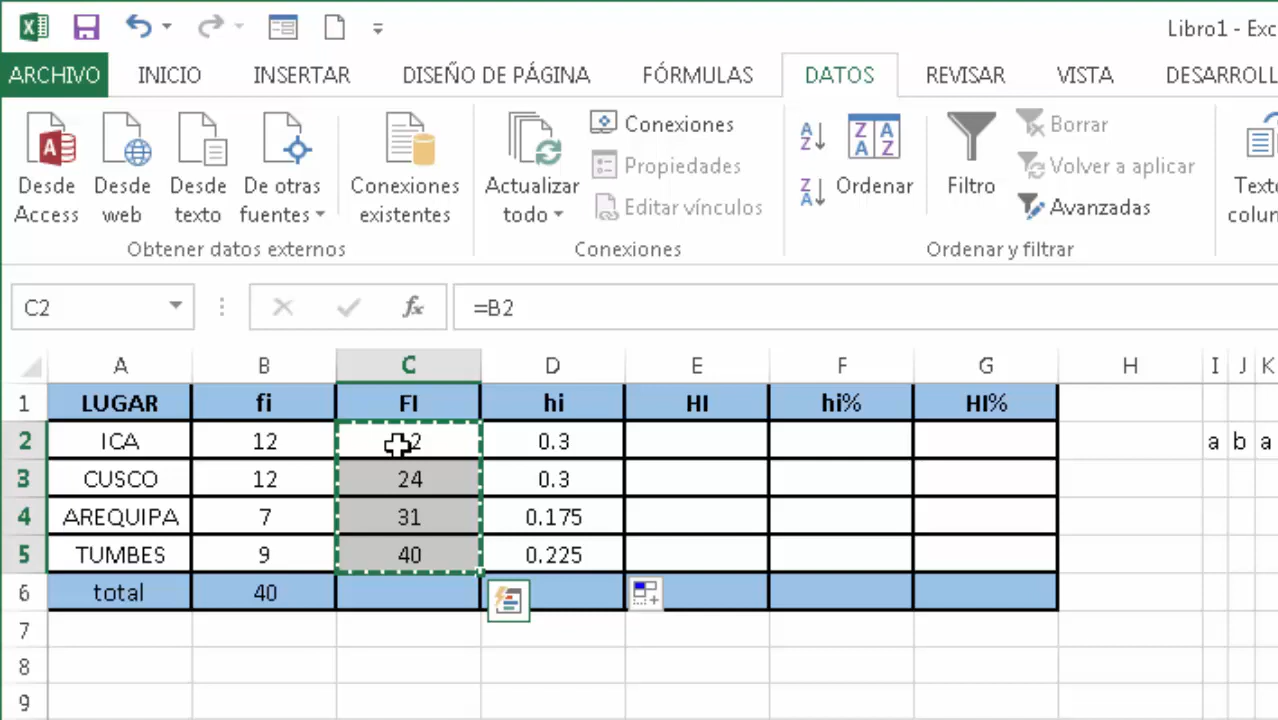 Libro1 - Exc
ARCHIVO INICIO INSERTAR DISEÑO DE PÁGINA FÓRMULAS DATOS REVISAR VISTA DESARROLL
Desde Access
Desde web
Desde texto
De otras fuentes
Conexiones existentes
Actualizar todo
Conexiones
Propiedades
Editar vínculos
Ordenar
Filtro
Borrar
Volver a aplicar
Avanzadas
Texto
colum
Obtener datos externos
Conexiones
Ordenar y filtrar
C2 fx =B2
A B C D E F G H I J K
1 LUGAR fi FI hi HI hi% HI%
2 ICA 12 2 0.3 a b a
3 CUSCO 12 24 0.3
4 AREQUIPA 7 31 0.175
5 TUMBES 9 40 0.225
6 total 40
7
8
9